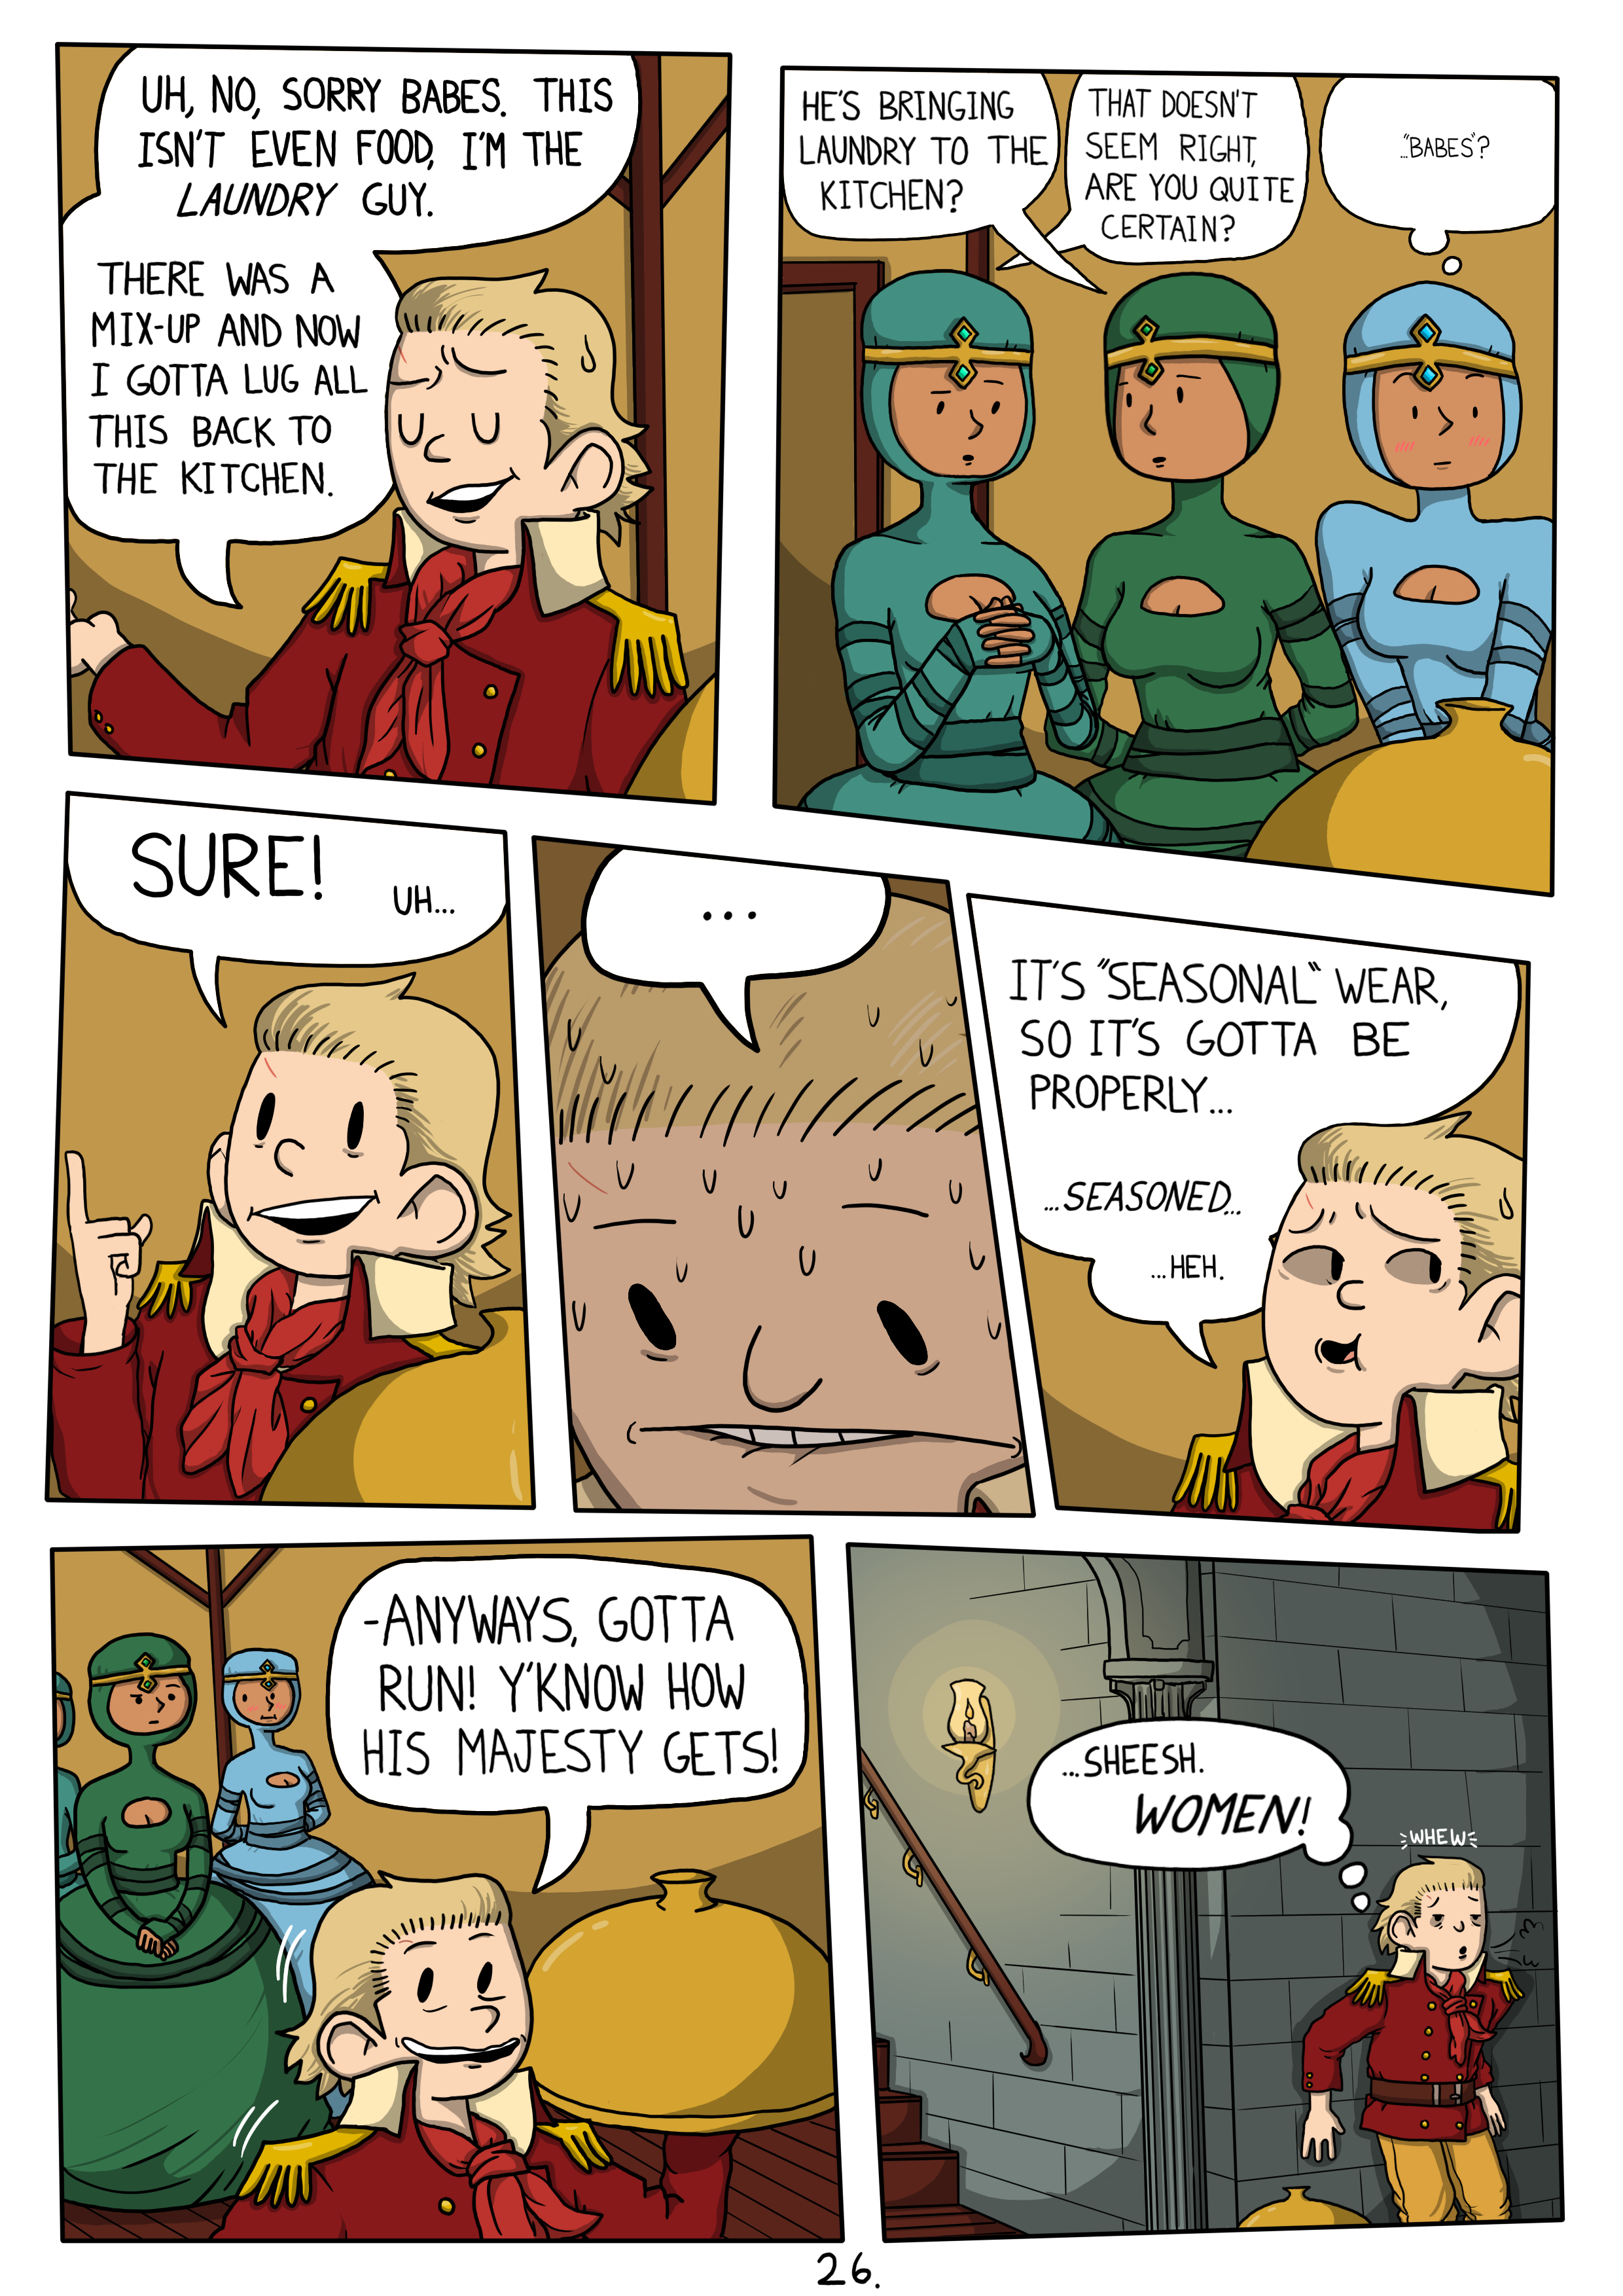 UH, NO, SORRY BABES. THIS
ISN'T EVEN FOOD, I'M THE
LAUNDRY GUY.
THERE WAS A
MIX-UP AND NOW
I GOTTA LUG ALL
THIS BACK TO
THE KITCHEN.
HE'S BRINGING
LAUNDRY TO THE
KITCHEN?
THAT DOESN'T
SEEM RIGHT,
ARE YOU QUITE
CERTAIN?
..."BABES"?
SURE!
UH...
...
IT'S "SEASONAL" WEAR,
SO IT'S GOTTA BE
PROPERLY...
...SEASONED...
...HEH.
-ANYWAYS, GOTTA
RUN! Y'KNOW HOW
HIS MAJESTY GETS!
...SHEESH.
WOMEN!
WHEW
26.